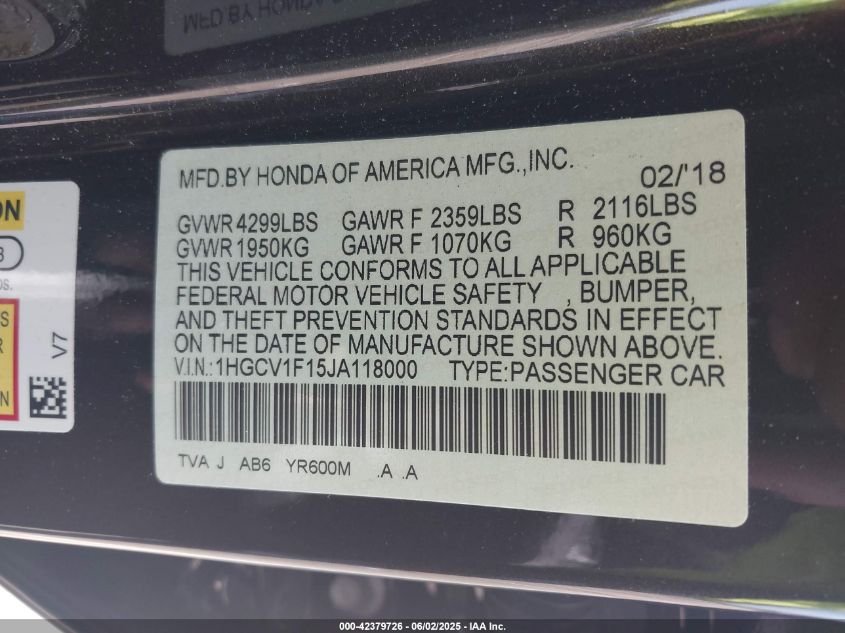 MFD BY HONDA
MFD.BY HONDA OF AMERICA MFG.,INC.
02/'18
GVWR 4299LBS GAWR F 2359LBS R 2116LBS
GVWR 1950KG GAWR F 1070KG R 960KG
THIS VEHICLE CONFORMS TO ALL APPLICABLE
FEDERAL MOTOR VEHICLE SAFETY , BUMPER,
AND THEFT PREVENTION STANDARDS IN EFFECT
ON THE DATE OF MANUFACTURE SHOWN ABOVE.
V.I.N.:1HGCV1F15JA118000 TYPE:PASSENGER CAR
TVA J AB6 YR600M .A .A
V7
000-42379726 - 06/02/2025 - IAA Inc.